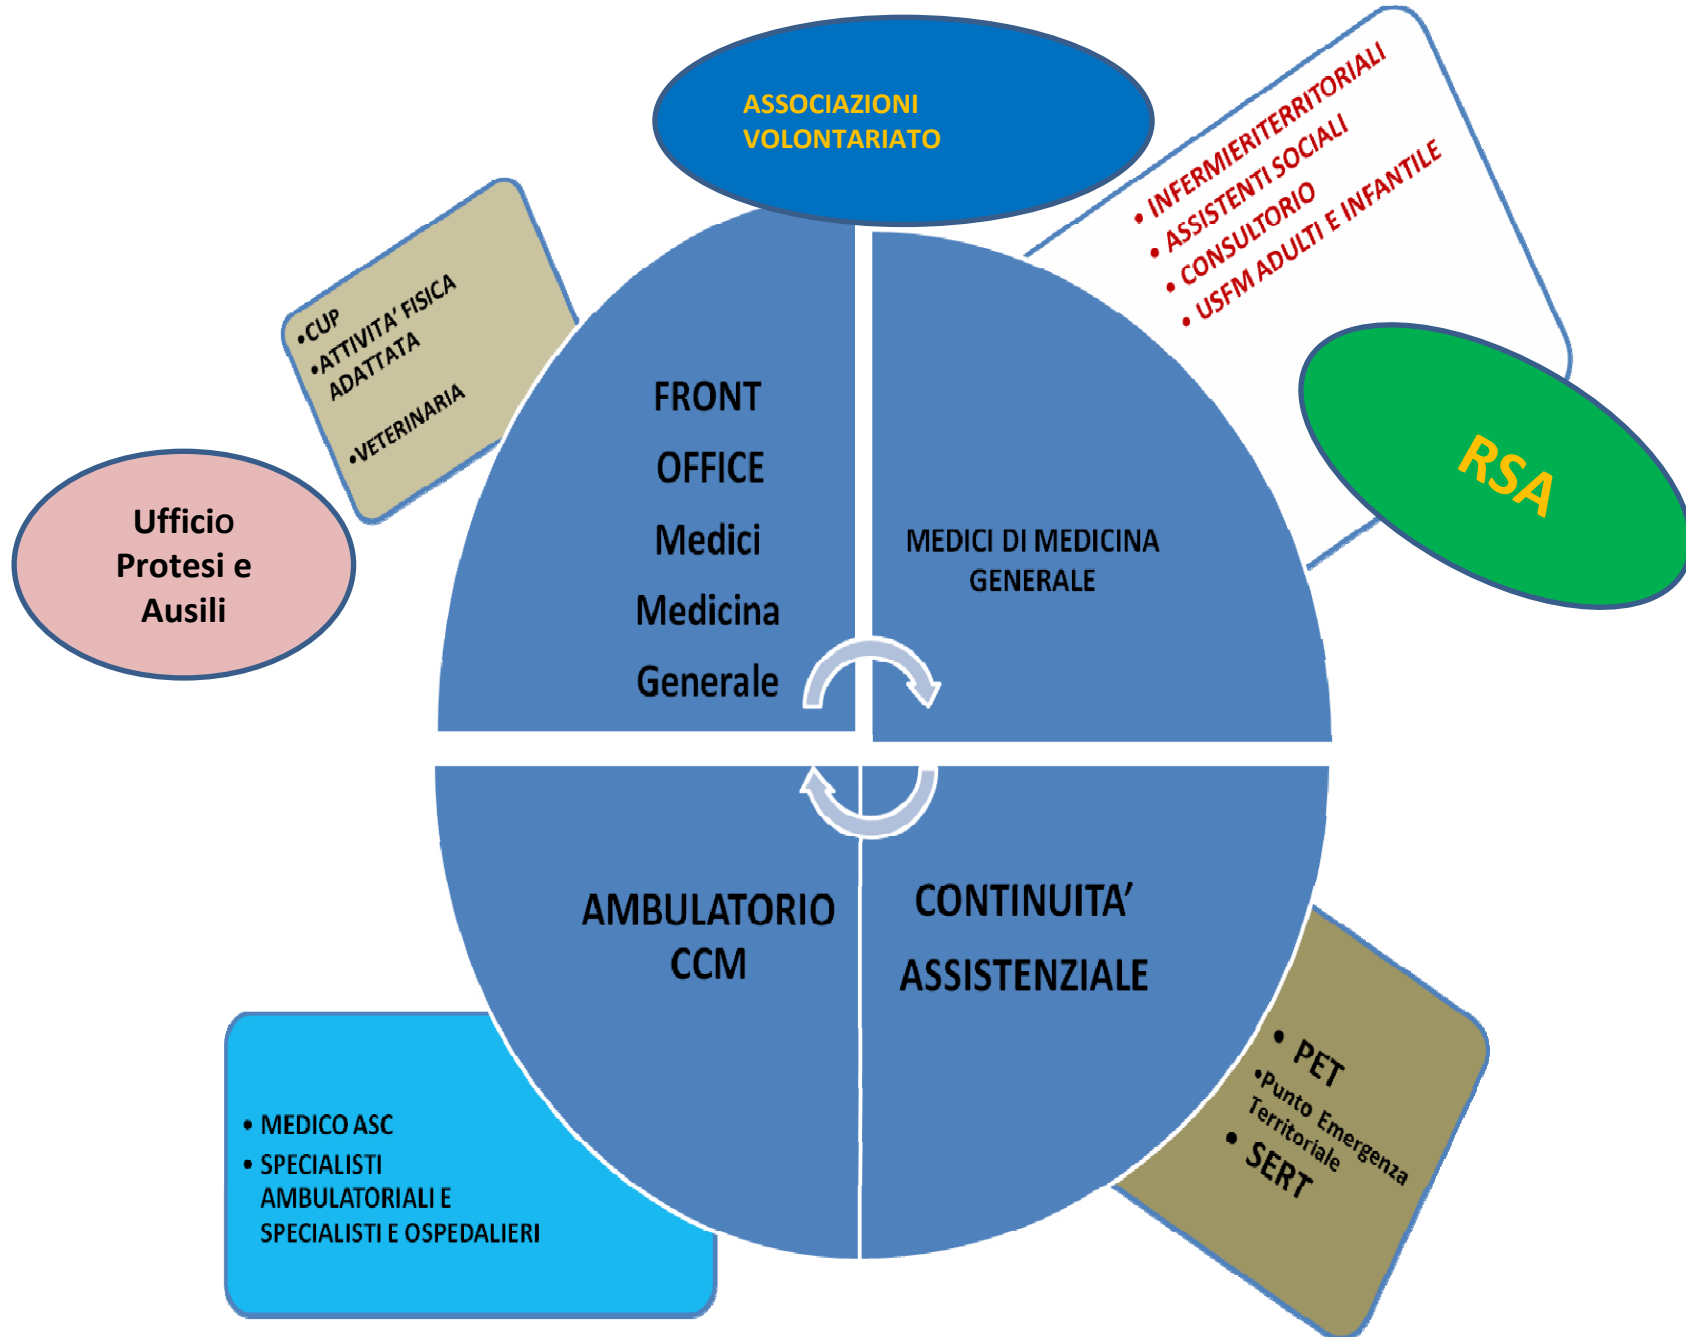 ASSOCIAZIONI
VOLONTARIATO
• INFERMIERITERRITORIALI
• ASSISTENTI SOCIALI
• CONSULTORIO
• USFM ADULTI E INFANTILE
RSA
•CUP
•ATTIVITA’ FISICA
ADATTATA
•VETERINARIA
Ufficio
Protesi e
Ausili
FRONT
OFFICE
Medici
Medicina
Generale
MEDICI DI MEDICINA
GENERALE
AMBULATORIO
CCM
CONTINUITA’
ASSISTENZIALE
• MEDICO ASC
• SPECIALISTI
AMBULATORIALI E
SPECIALISTI E OSPEDALIERI
• PET
•Punto Emergenza
Territoriale
• SERT